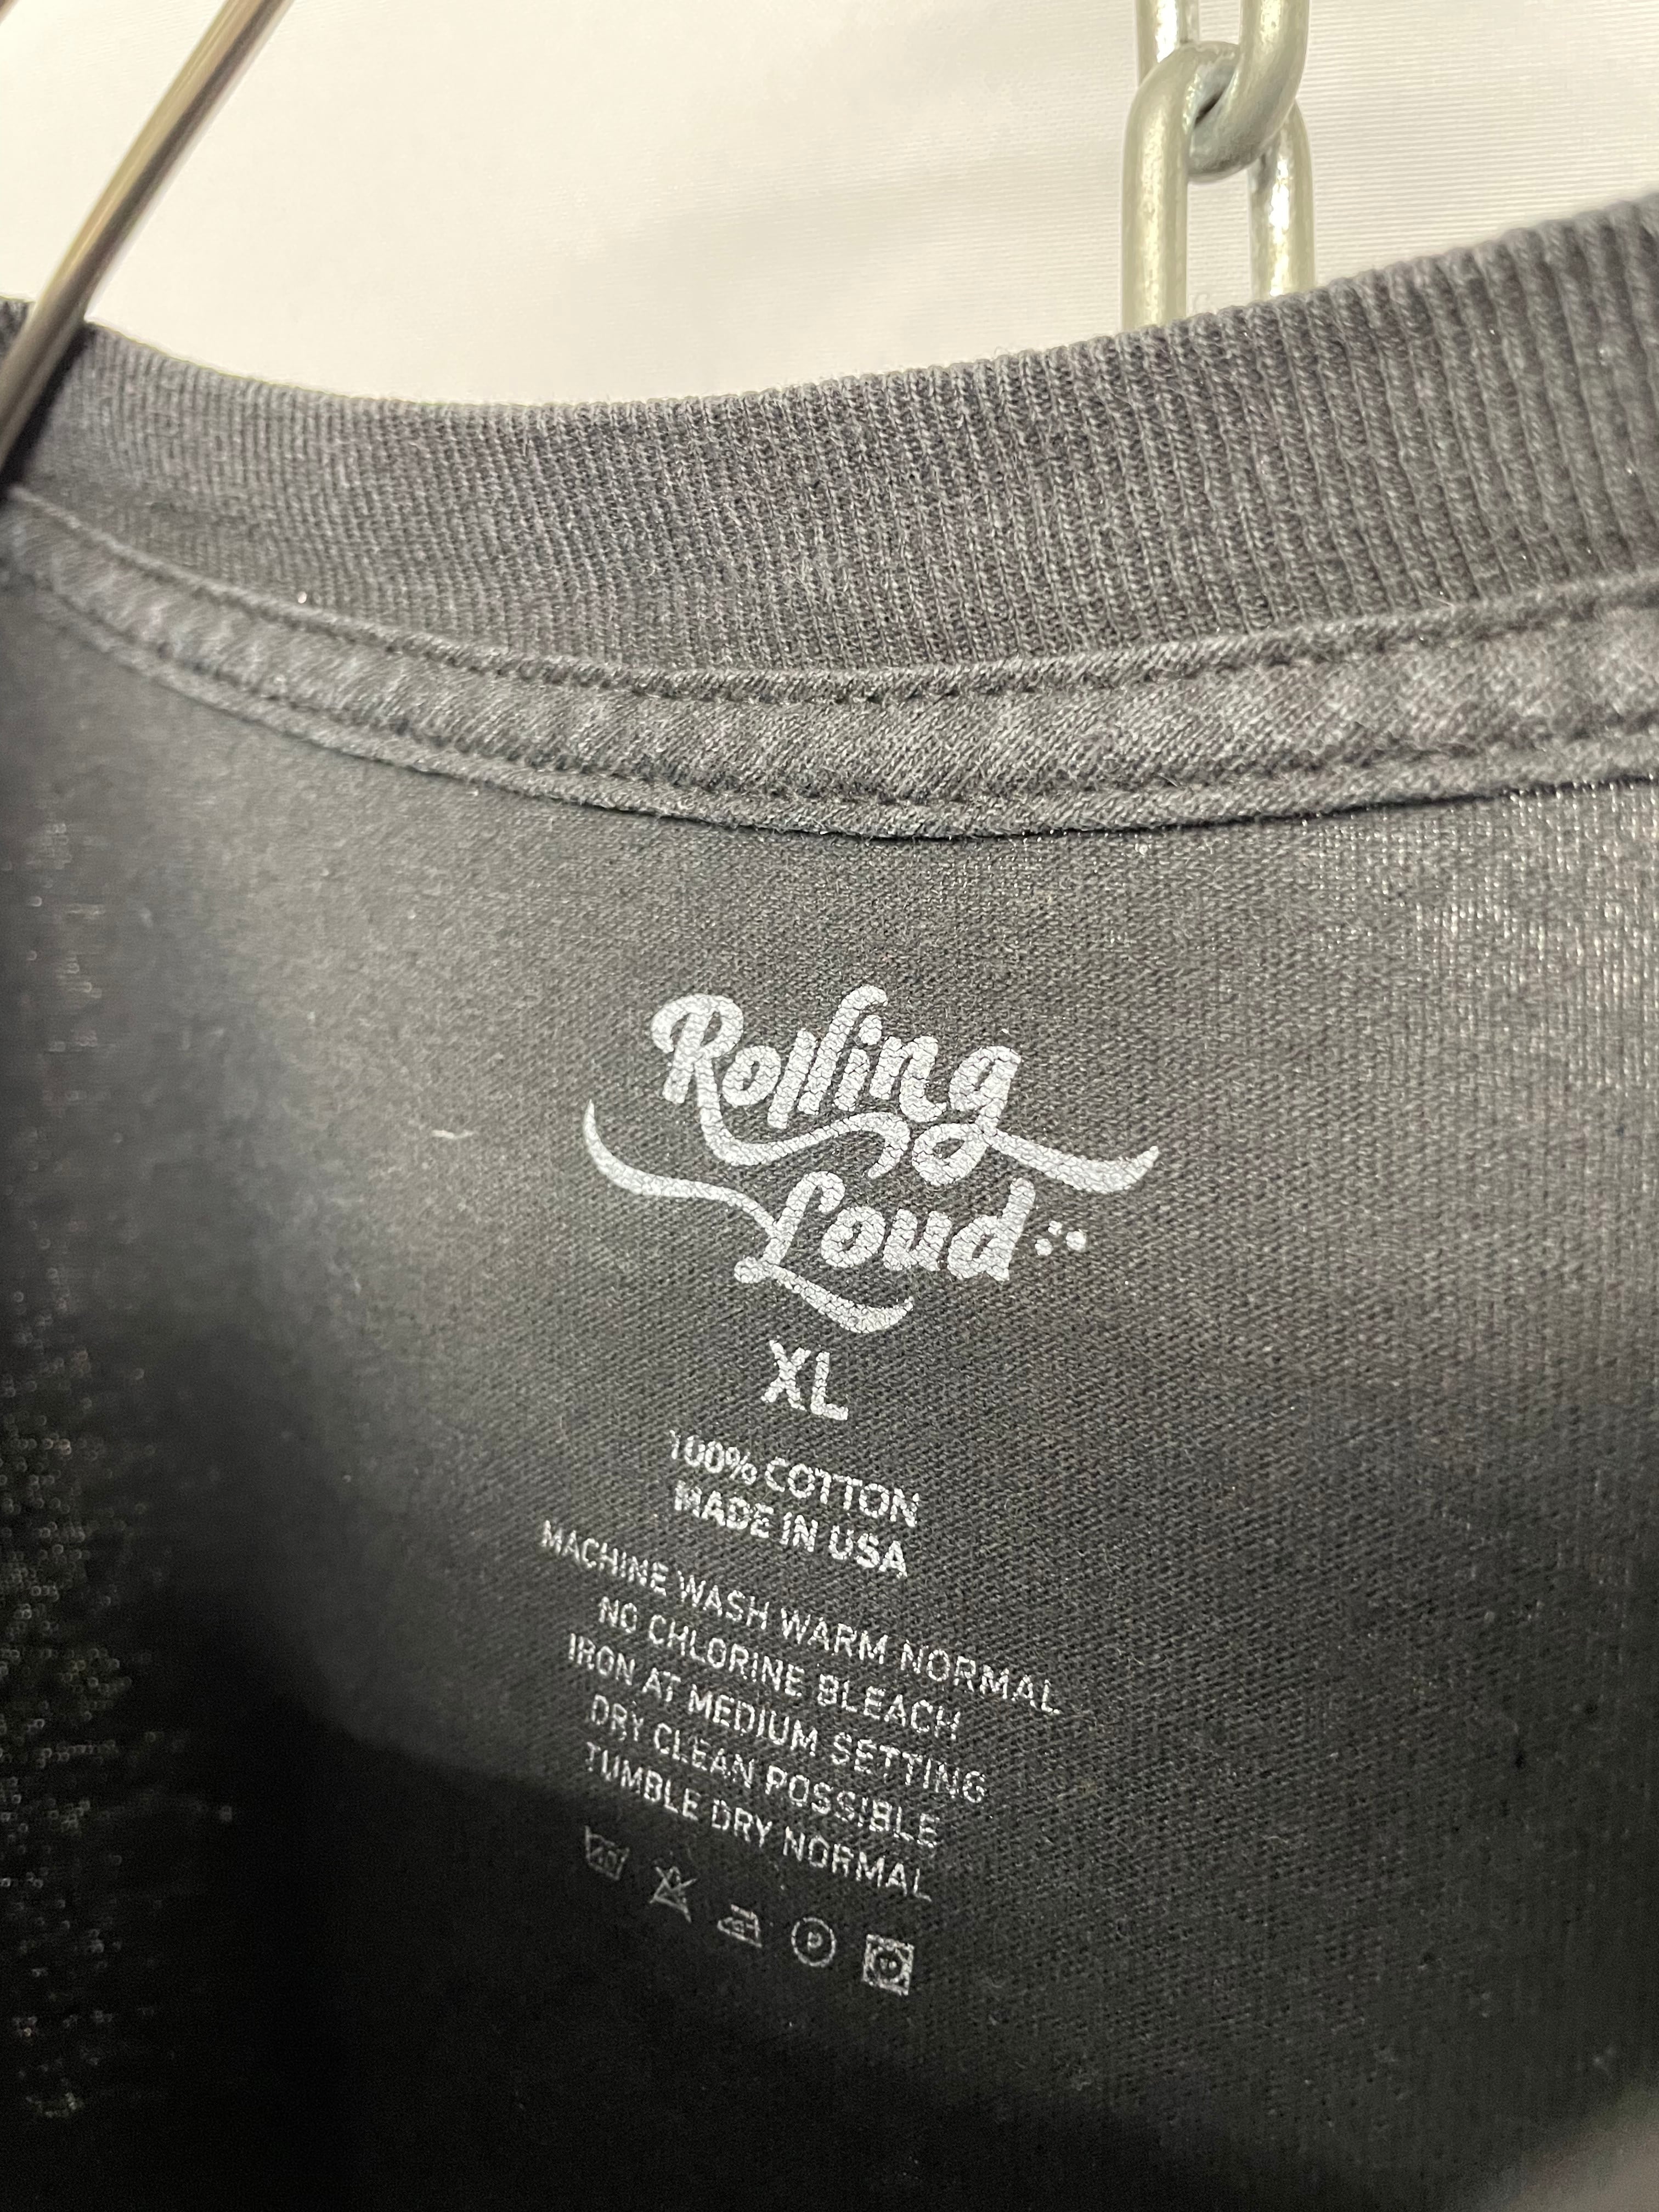 Rolling
Loud
XL
100% COTTON
MADE IN USA
MACHINE WASH WARM NORMAL
NO CHLORINE BLEACH
IRON AT MEDIUM SETTING
DRY CLEAN POSSIBLE
TUMBLE DRY NORMAL
P